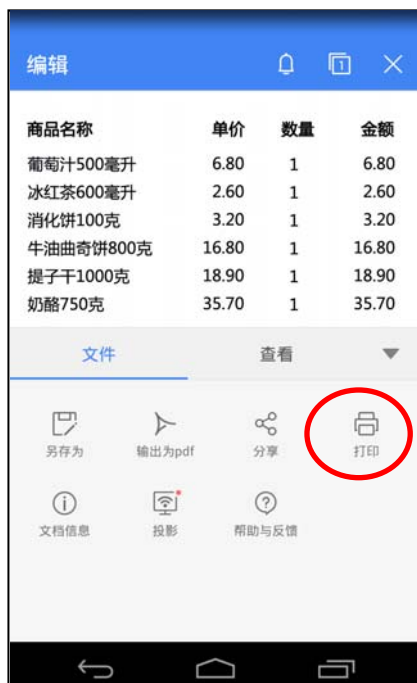 编辑 1
商品名称 单价 数量 金额
葡萄汁500毫升 6.80 1 6.80
冰红茶600毫升 2.60 1 2.60
消化饼100克 3.20 1 3.20
牛油曲奇饼800克 16.80 1 16.80
提子干1000克 18.90 1 18.90
奶酪750克 35.70 1 35.70
文件 查看
另存为 输出为pdf 分享 打印
文档信息 投影 帮助与反馈